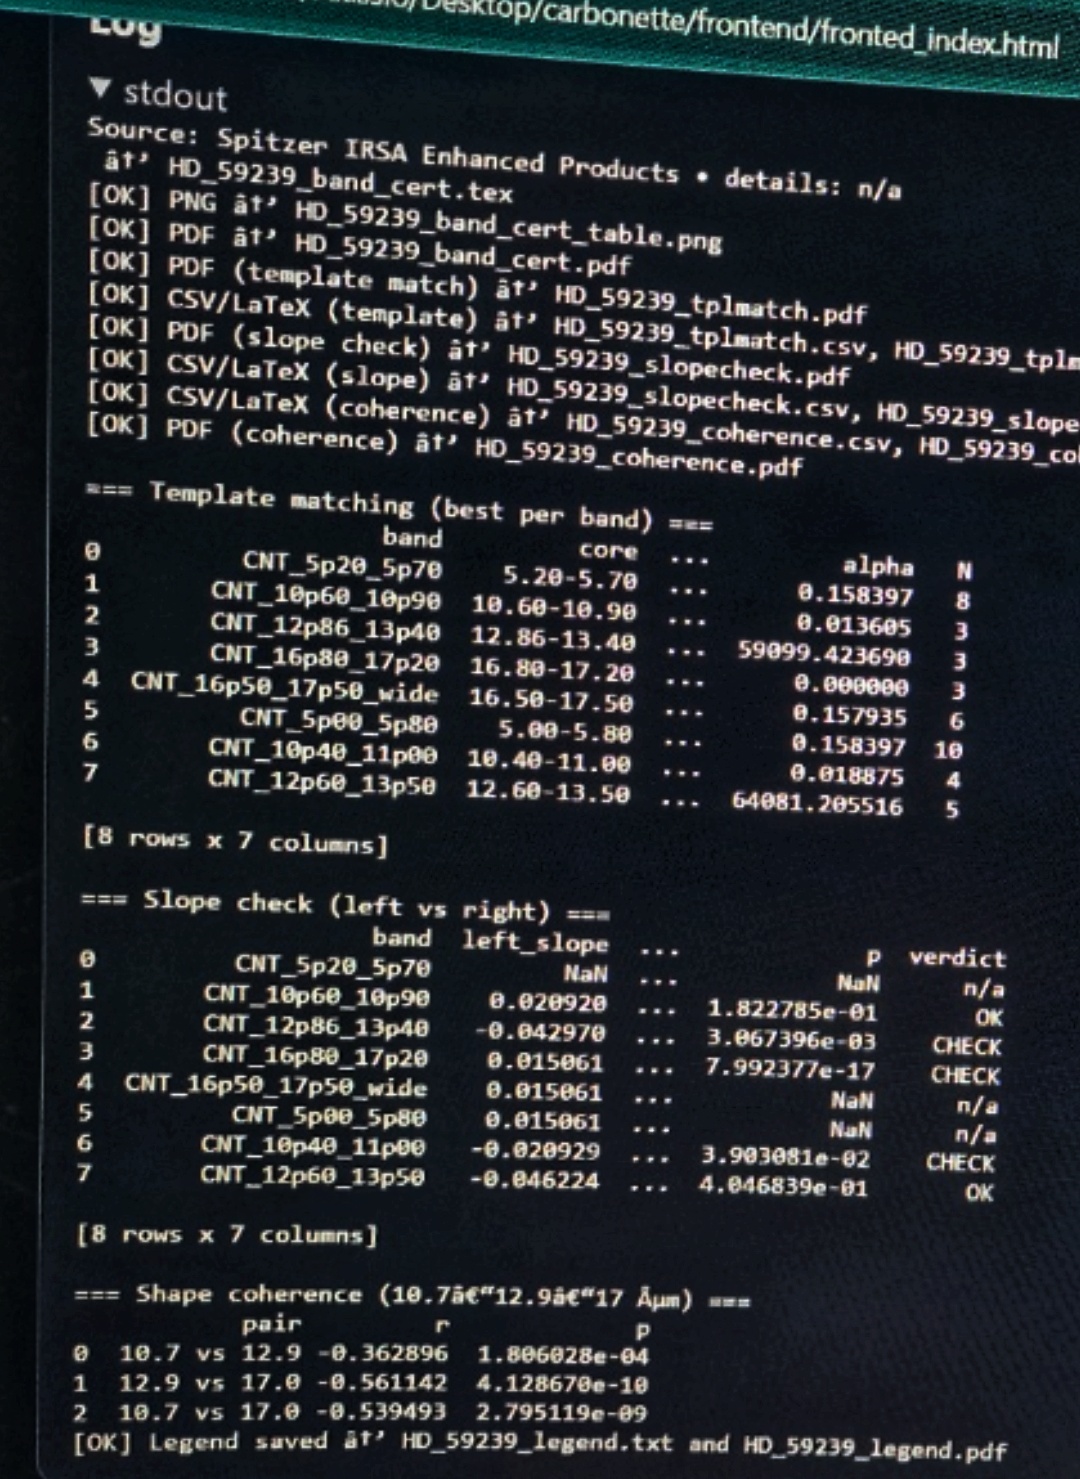 /Desktop/carbonette/frontend/fronted_index.html
Log
▼ stdout
Source: Spitzer IRSA Enhanced Products • details: n/a
â†’ HD_59239_band_cert.tex
[OK] PNG â†’ HD_59239_band_cert_table.png
[OK] PDF â†’ HD_59239_band_cert.pdf
[OK] PDF (template match) â†’ HD_59239_tplmatch.pdf
[OK] CSV/LaTeX (template) â†’ HD_59239_tplmatch.csv, HD_59239_tplm
[OK] PDF (slope check) â†’ HD_59239_slopecheck.pdf
[OK] CSV/LaTeX (slope) â†’ HD_59239_slopecheck.csv, HD_59239_slope
[OK] CSV/LaTeX (coherence) â†’ HD_59239_coherence.csv, HD_59239_co
[OK] PDF (coherence) â†’ HD_59239_coherence.pdf
=== Template matching (best per band) ===
band core ... alpha N
0 CNT_5p20_5p70 5.20-5.70 ... 0.158397 8
1 CNT_10p60_10p90 10.60-10.90 ... 0.013605 3
2 CNT_12p86_13p40 12.86-13.40 ... 59099.423690 3
3 CNT_16p80_17p20 16.80-17.20 ... 0.000000 3
4 CNT_16p50_17p50_wide 16.50-17.50 ... 0.157935 6
5 CNT_5p00_5p80 5.00-5.80 ... 0.158397 10
6 CNT_10p40_11p00 10.40-11.00 ... 0.018875 4
7 CNT_12p60_13p50 12.60-13.50 ... 64081.205516 5
[8 rows x 7 columns]
=== Slope check (left vs right) ===
band left_slope ... p verdict
0 CNT_5p20_5p70 NaN ... NaN n/a
1 CNT_10p60_10p90 0.020920 ... 1.822785e-01 OK
2 CNT_12p86_13p40 -0.042970 ... 3.067396e-03 CHECK
3 CNT_16p80_17p20 0.015061 ... 7.992377e-17 CHECK
4 CNT_16p50_17p50_wide 0.015061 ... NaN n/a
5 CNT_5p00_5p80 0.015061 ... NaN n/a
6 CNT_10p40_11p00 -0.020929 ... 3.903081e-02 CHECK
7 CNT_12p60_13p50 -0.046224 ... 4.046839e-01 OK
[8 rows x 7 columns]
=== Shape coherence (10.7â€“12.9â€“17 Âµm) ===
pair r p
0 10.7 vs 12.9 -0.362896 1.806028e-04
1 12.9 vs 17.0 -0.561142 4.128670e-10
2 10.7 vs 17.0 -0.539493 2.795119e-09
[OK] Legend saved â†’ HD_59239_legend.txt and HD_59239_legend.pdf